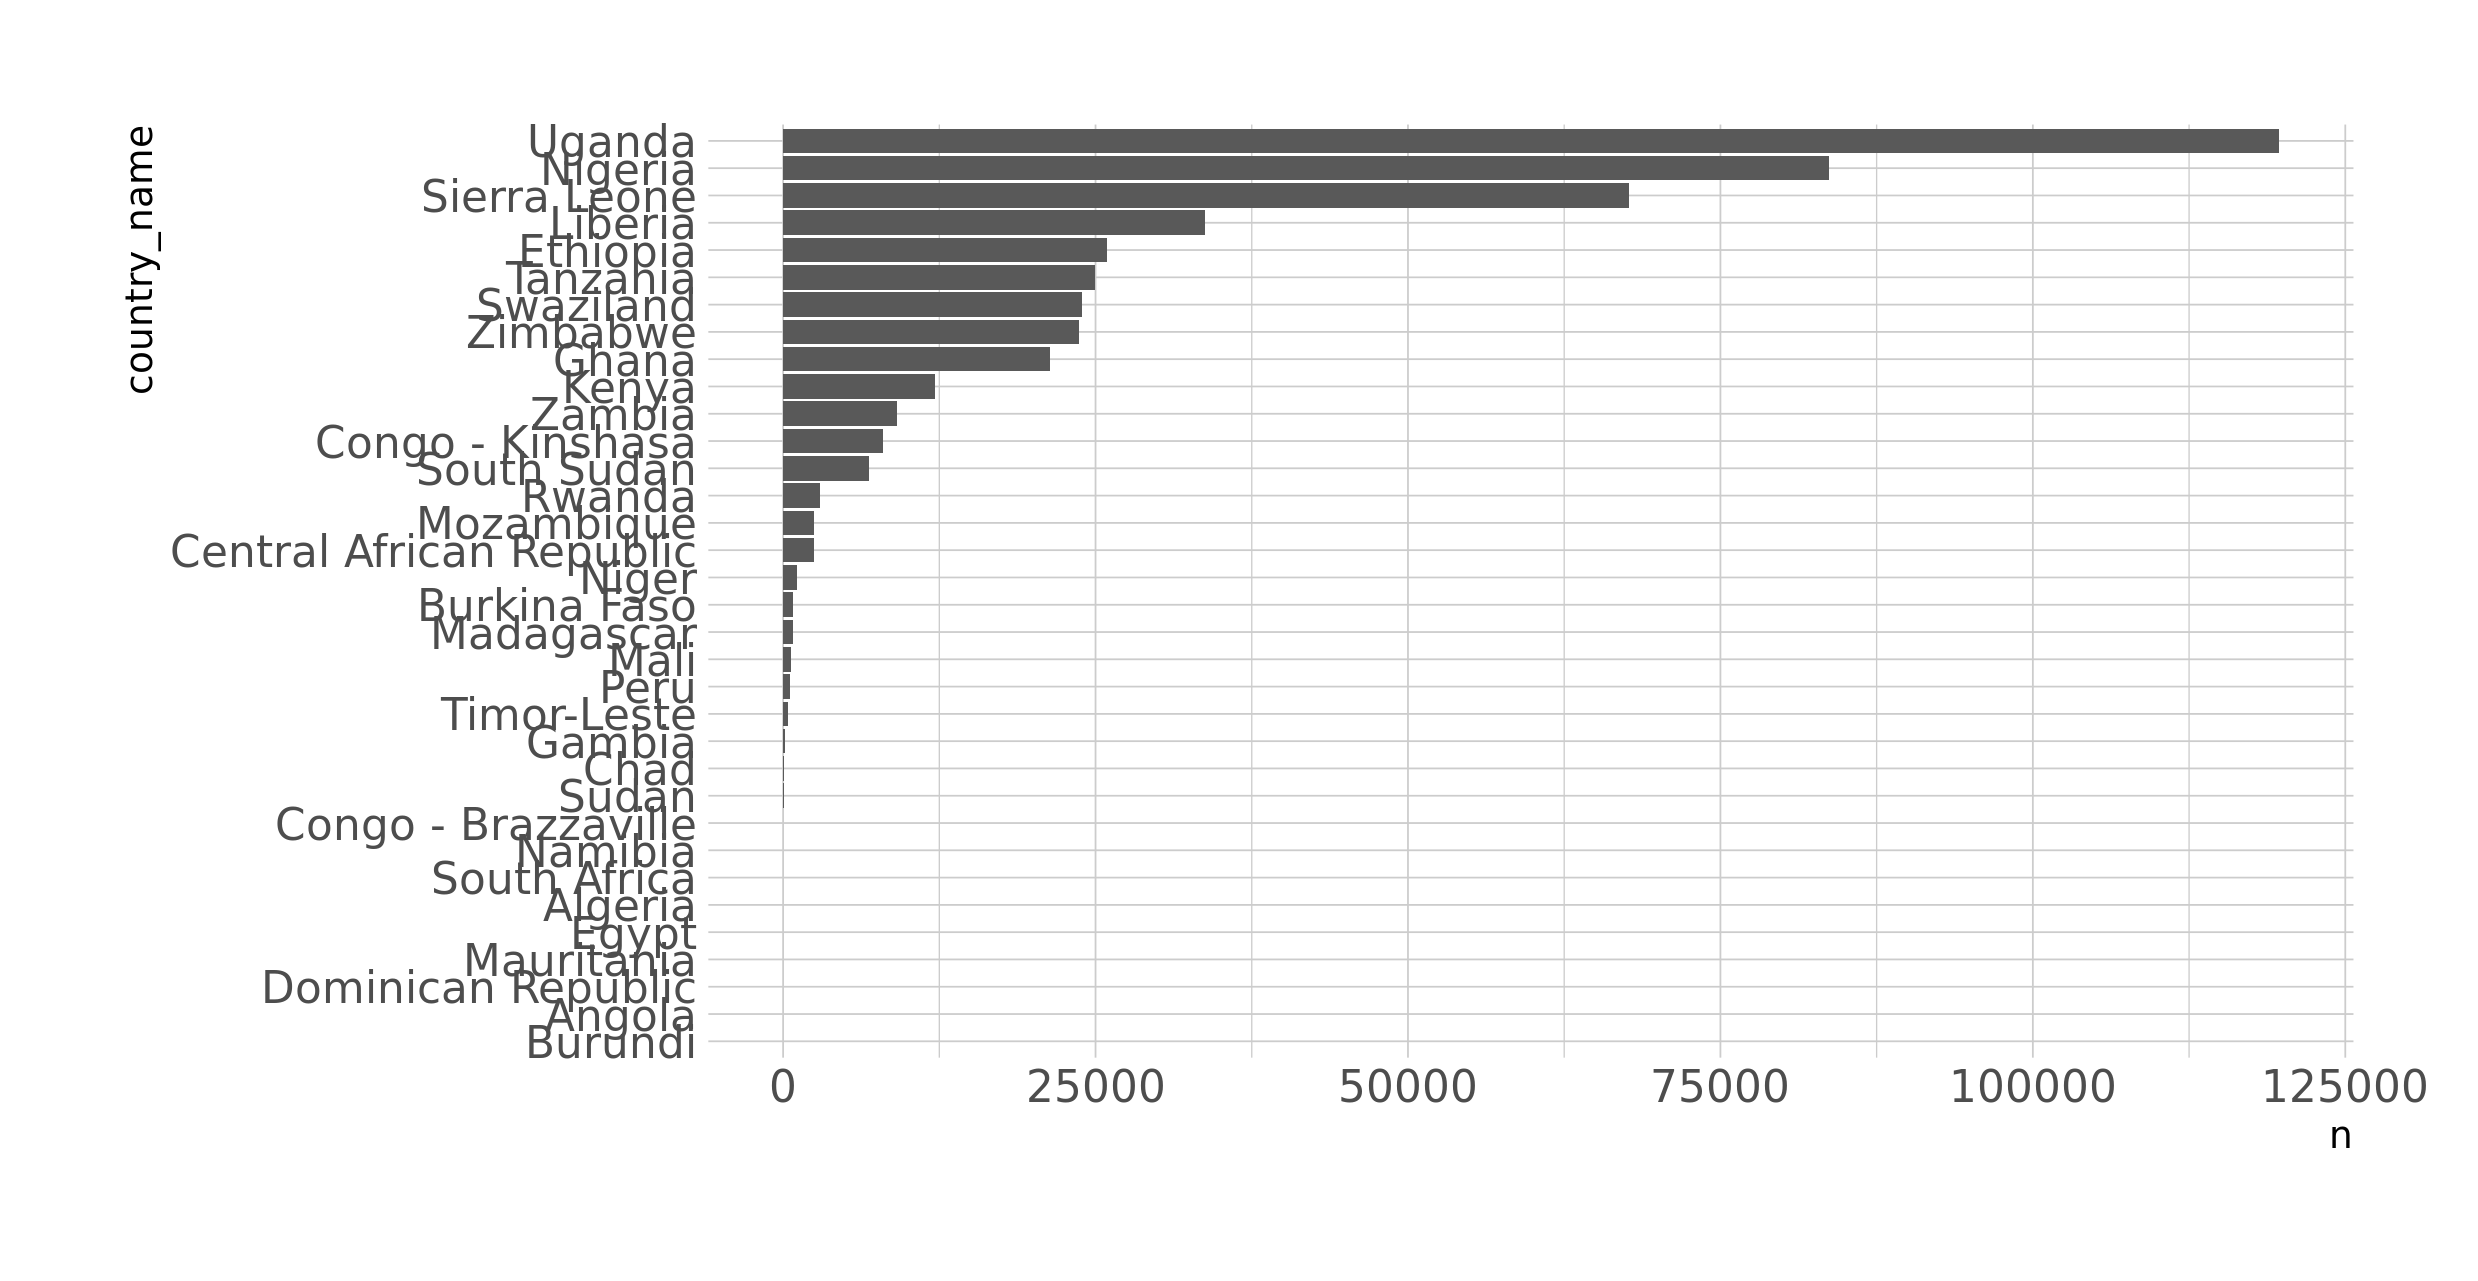 country_name
Uganda
Nigeria
Sierra Leone
Liberia
Ethiopia
Tanzania
Swaziland
Zimbabwe
Ghana
Kenya
Zambia
Congo - Kinshasa
South Sudan
Rwanda
Mozambique
Central African Republic
Niger
Burkina Faso
Madagascar
Mali
Peru
Timor-Leste
Gambia
Chad
Sudan
Congo - Brazzaville
Namibia
South Africa
Algeria
Egypt
Mauritania
Dominican Republic
Angola
Burundi
0 25000 50000 75000 100000 125000
n